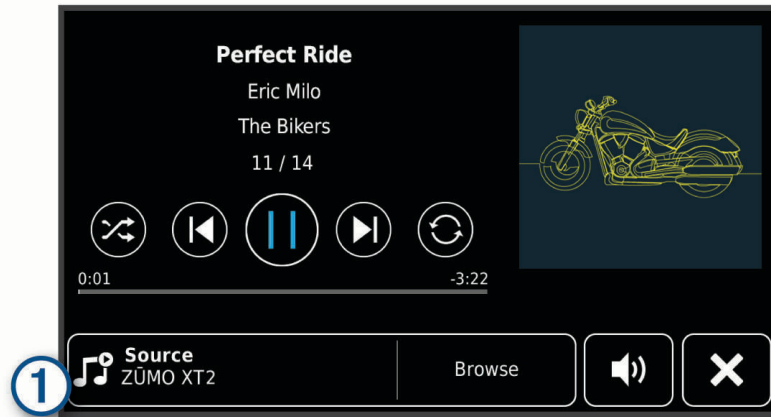 Perfect Ride
Eric Milo
The Bikers
11 / 14
0:01 -3:22
1
Source
ZŪMO XT2
Browse